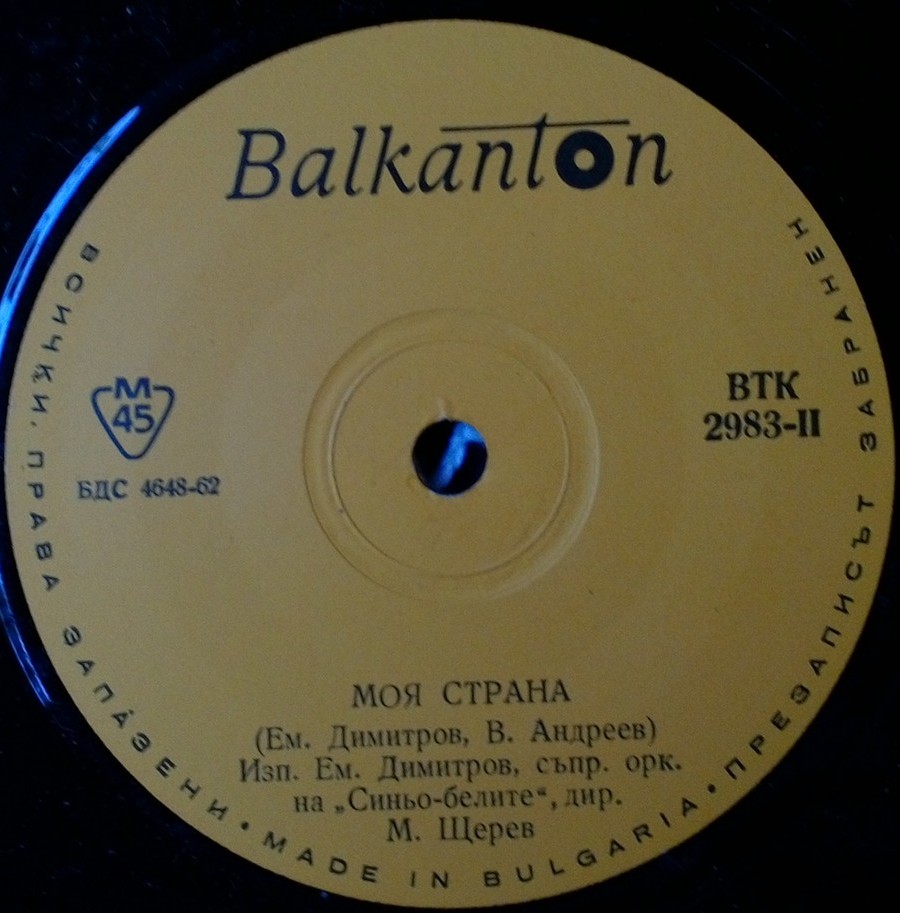 Balkanton
М
45
БДС 4648-62
ВТК
2983-II
МОЯ СТРАНА
(Ем. Димитров, В. Андреев)
Изп. Ем. Димитров, съпр. орк.
на „Синьо-белите“, дир.
М. Щерев
ВСИЧКИ ПРАВА ЗАПАЗЕНИ • MADE IN BULGARIA • ПРЕЗАПИСЪТ ЗАБРАНЕН